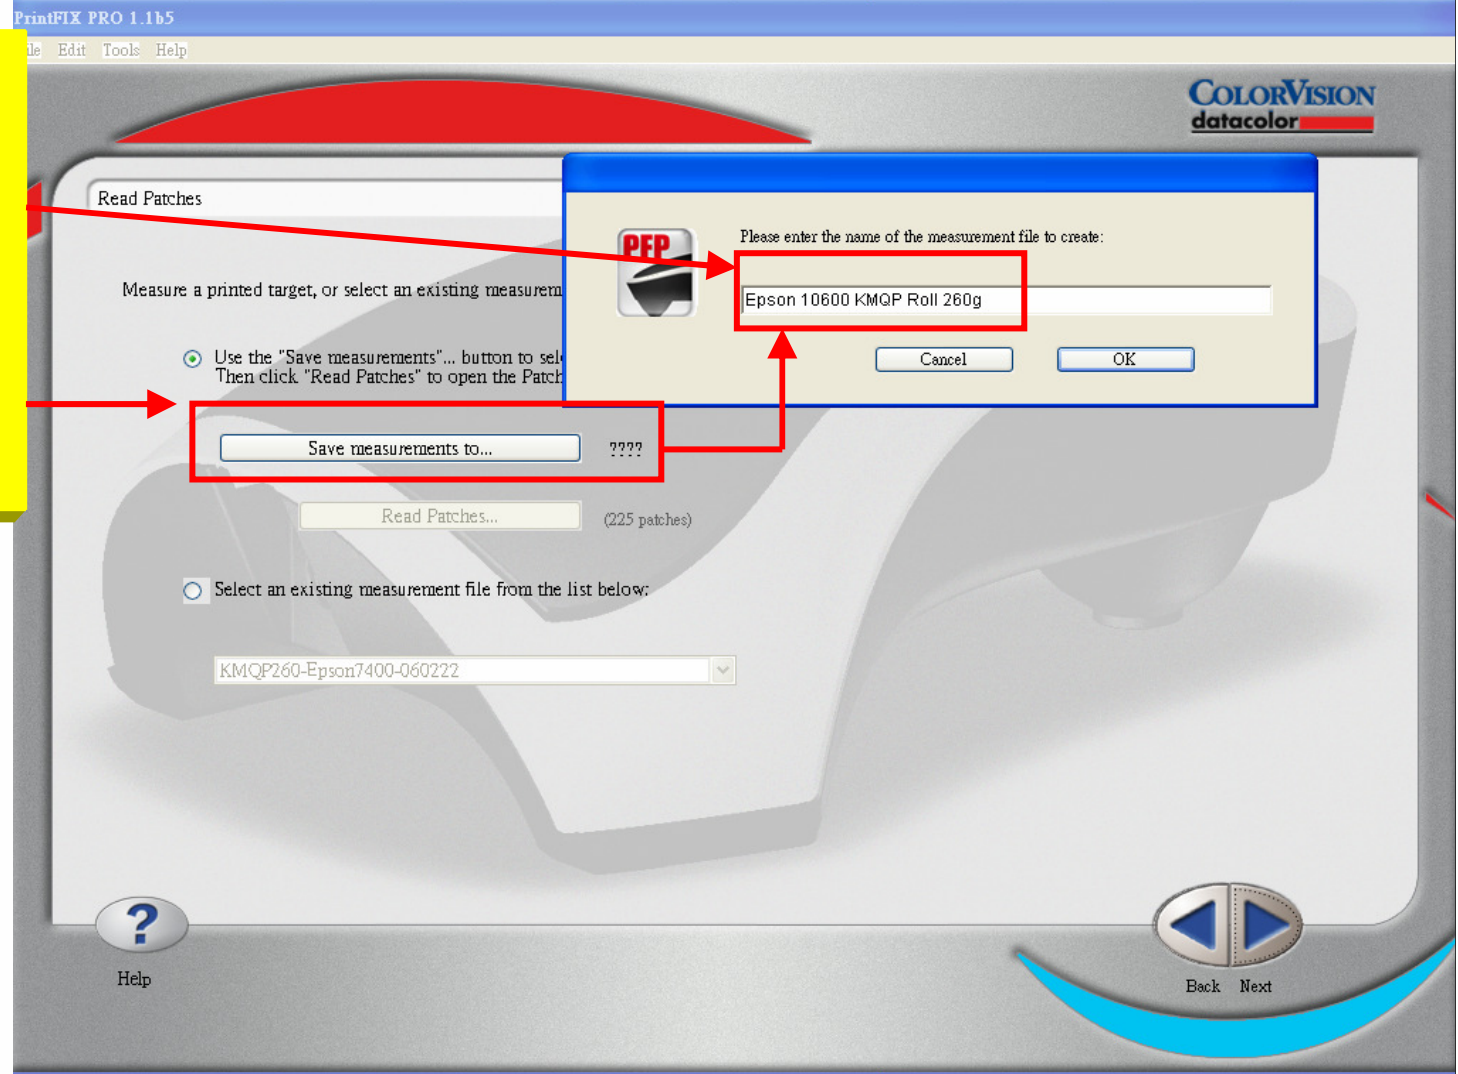 PrintFIX PRO 1.1b5
Edit Tools Help
COLORVISION
datacolor
Read Patches
PFP
Please enter the name of the measurement file to create:
Epson 10600 KMQP Roll 260g
Cancel
OK
Measure a printed target, or select an existing measurem
Use the "Save measurements"... button to sel
Then click "Read Patches" to open the Patch
Save measurements to...
????
Read Patches...
(225 patches)
Select an existing measurement file from the list below:
KMQP260-Epson7400-060222
?
Help
Back Next